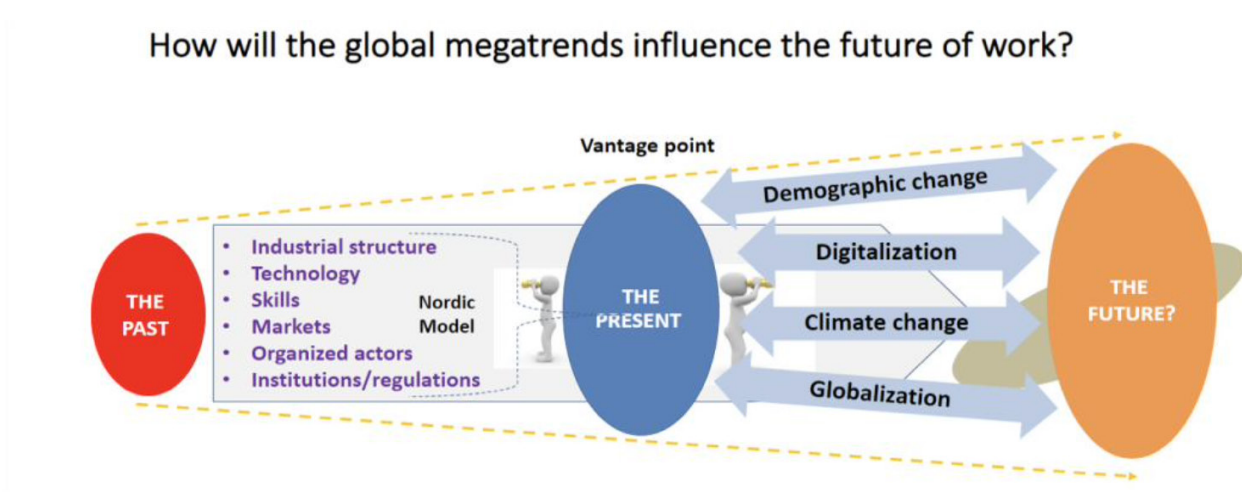 How will the global megatrends influence the future of work?
Vantage point
THE
PAST
• Industrial structure
• Technology
• Skills
• Markets
• Organized actors
• Institutions/regulations
Nordic
Model
THE
PRESENT
Demographic change
Digitalization
Climate change
Globalization
THE
FUTURE?